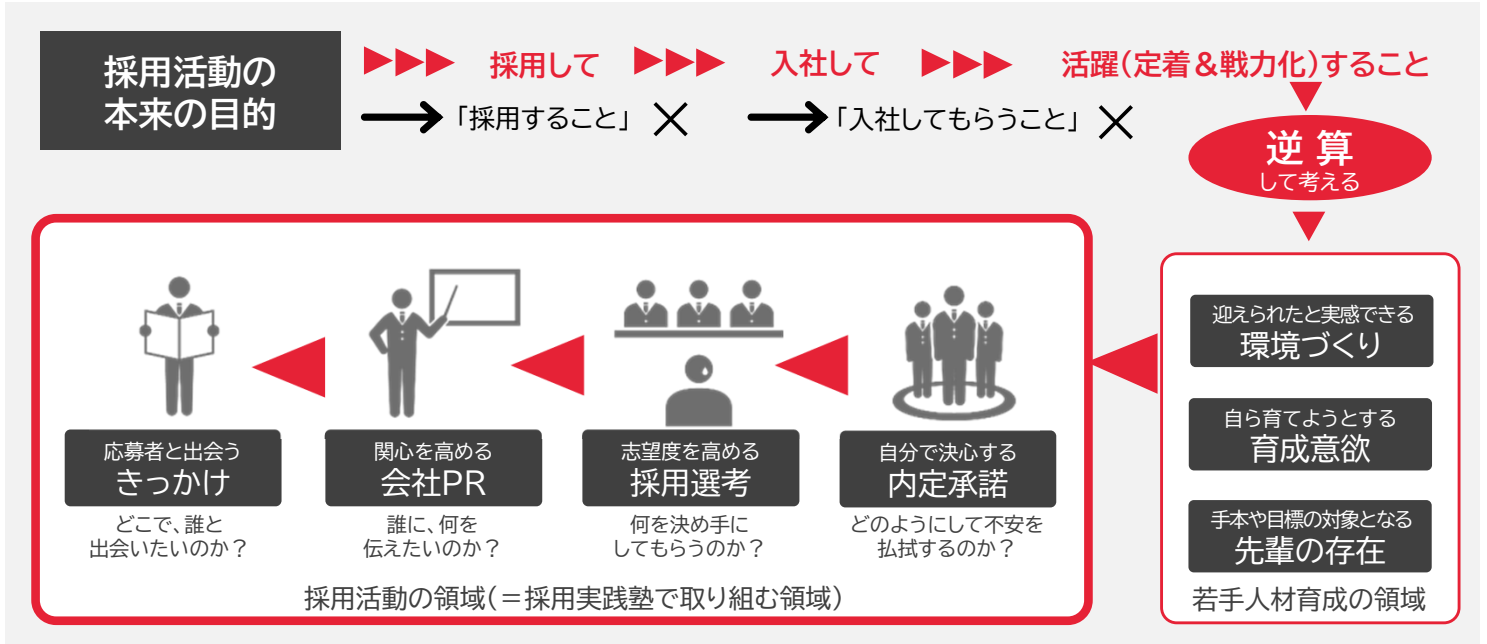 採用活動の
本来の目的
▶▶▶ 採用して ▶▶▶ 入社して ▶▶▶ 活躍(定着&戦力化)すること
→「採用すること」× →「入社してもらうこと」×
逆算
して考える
応募者と出会う
きっかけ
どこで、誰と
出会いたいのか?
関心を高める
会社PR
誰に、何を
伝えたいのか?
志望度を高める
採用選考
何を決め手に
してもらうのか?
自分で決心する
内定承諾
どのようにして不安を
払拭するのか?
採用活動の領域(=採用実践塾で取り組む領域)
迎えられたと実感できる
環境づくり
自ら育てようとする
育成意欲
手本や目標の対象となる
先輩の存在
若手人材育成の領域